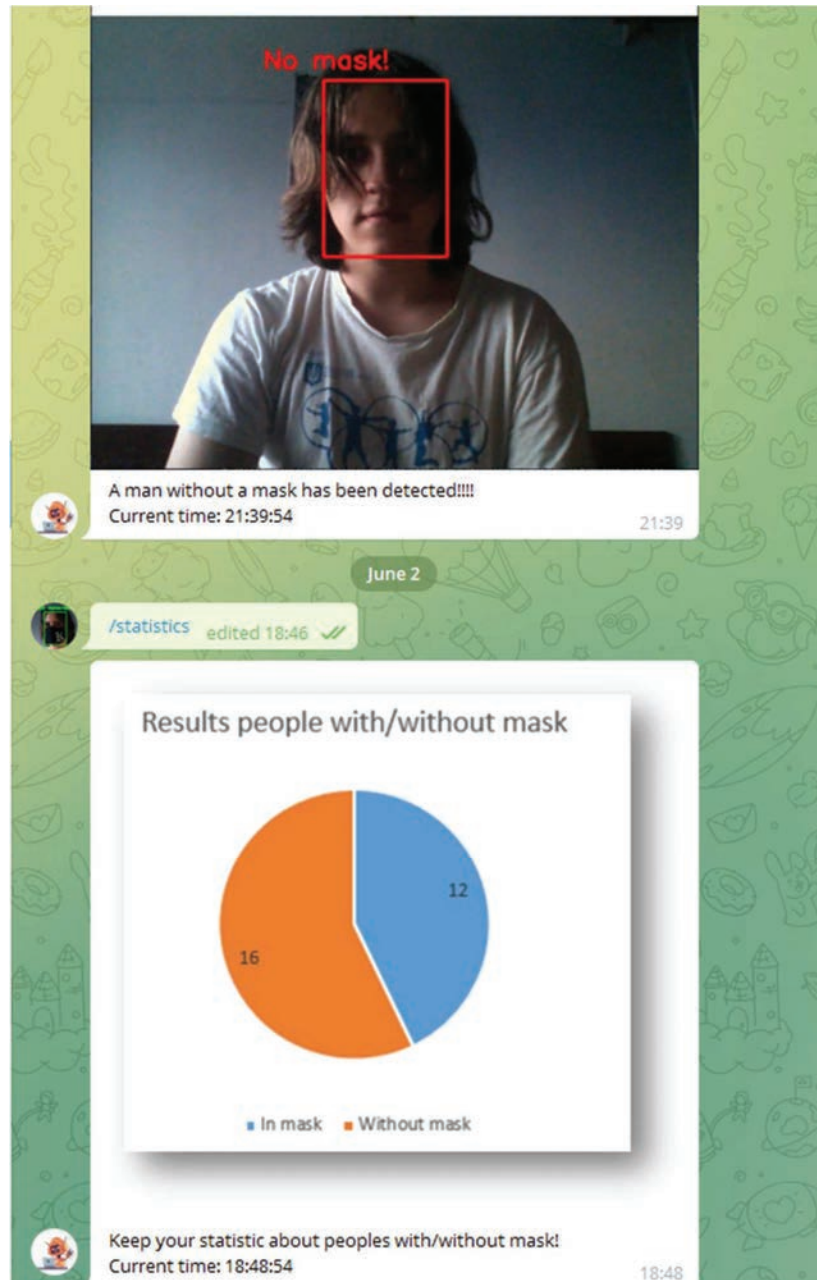 No mask!
A man without a mask has been detected!!!!
Current time: 21:39:54
21:39
June 2
/statistics edited 18:46
Results people with/without mask
12
16
In mask Without mask
Keep your statistic about peoples with/without mask!
Current time: 18:48:54
18:48